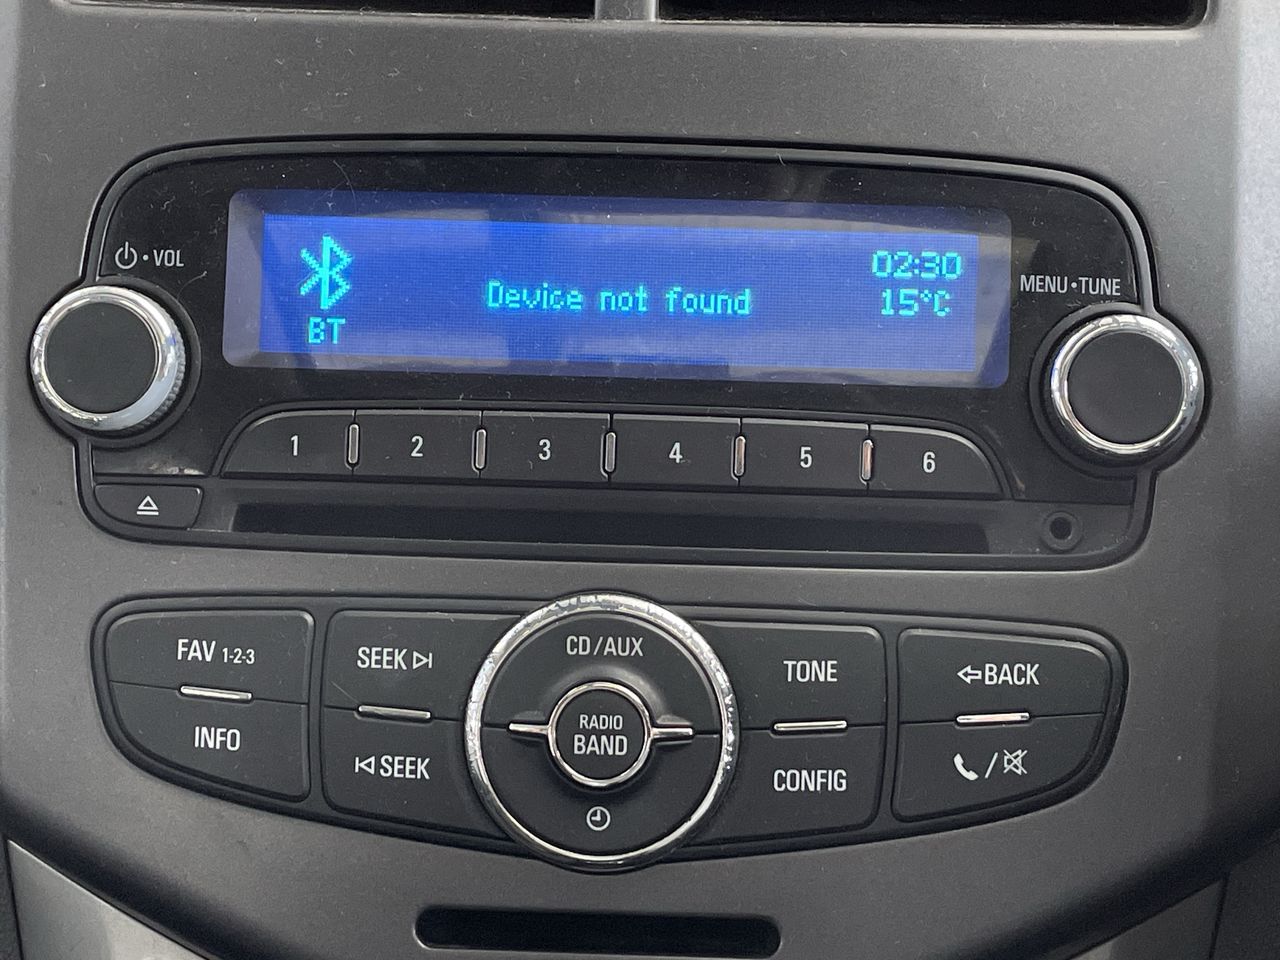 VOL
BT
Device not found
02:30
15°C
MENU•TUNE
1 2 3 4 5 6
FAV 1-2-3
INFO
SEEK
SEEK
CD/AUX
RADIO
BAND
TONE
CONFIG
BACK
/